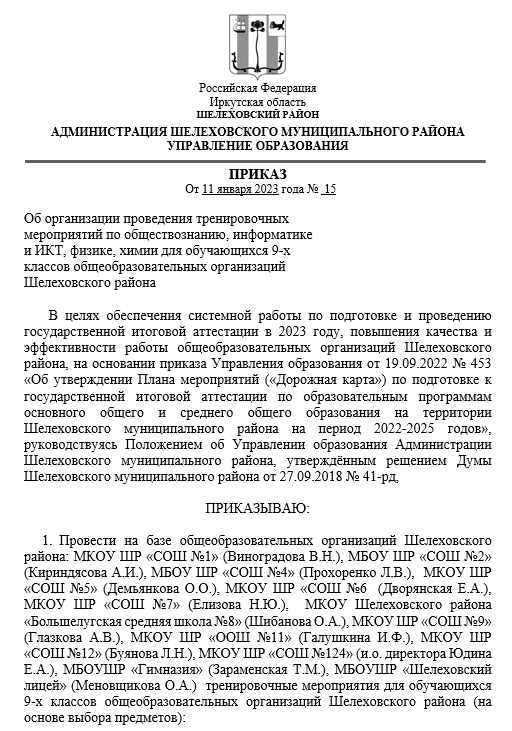 Российская Федерация
Иркутская область
ШЕЛЕХОВСКИЙ РАЙОН
АДМИНИСТРАЦИЯ ШЕЛЕХОВСКОГО МУНИЦИПАЛЬНОГО РАЙОНА
УПРАВЛЕНИЕ ОБРАЗОВАНИЯ
ПРИКАЗ
От 11 января 2023 года № 15
Об организации проведения тренировочных
мероприятий по обществознанию, информатике
и ИКТ, физике, химии для обучающихся 9-х
классов общеобразовательных организаций
Шелеховского района
В целях обеспечения системной работы по подготовке и проведению
государственной итоговой аттестации в 2023 году, повышения качества и
эффективности работы общеобразовательных организаций Шелеховского
района, на основании приказа Управления образования от 19.09.2022 № 453
«Об утверждении Плана мероприятий («Дорожная карта») по подготовке к
государственной итоговой аттестации по образовательным программам
основного общего и среднего общего образования на территории
Шелеховского муниципального района на период 2022-2025 годов»,
руководствуясь Положением об Управлении образования Администрации
Шелеховского муниципального района, утверждённым решением Думы
Шелеховского муниципального района от 27.09.2018 № 41-рд,
ПРИКАЗЫВАЮ:
1. Провести на базе общеобразовательных организаций Шелеховского
района: МКОУ ШР «СОШ №1» (Виноградова В.Н.), МБОУ ШР «СОШ №2»
(Кириндясова А.И.), МБОУ ШР «СОШ №4» (Прохоренко Л.В.), МКОУ ШР
«СОШ №5» (Демьянкова О.О.), МКОУ ШР «СОШ №6 (Дворянская Е.А.),
МКОУ ШР «СОШ №7» (Елизова Н.Ю.), МКОУ Шелеховского района
«Большелугская средняя школа №8» (Шибанова О.А.), МКОУ ШР «СОШ №9»
(Глазкова А.В.), МКОУ ШР «ООШ №11» (Галушкина И.Ф.), МКОУ ШР
«СОШ №12» (Буянова Л.Н.), МКОУ ШР «СОШ №124» (и.о. директора Юдина
Е.А.), МБОУШР «Гимназия» (Зараменская Т.М.), МБОУШР «Шелеховский
лицей» (Меновщикова О.А.) тренировочные мероприятия для обучающихся
9-х классов общеобразовательных организаций Шелеховского района (на
основе выбора предметов):